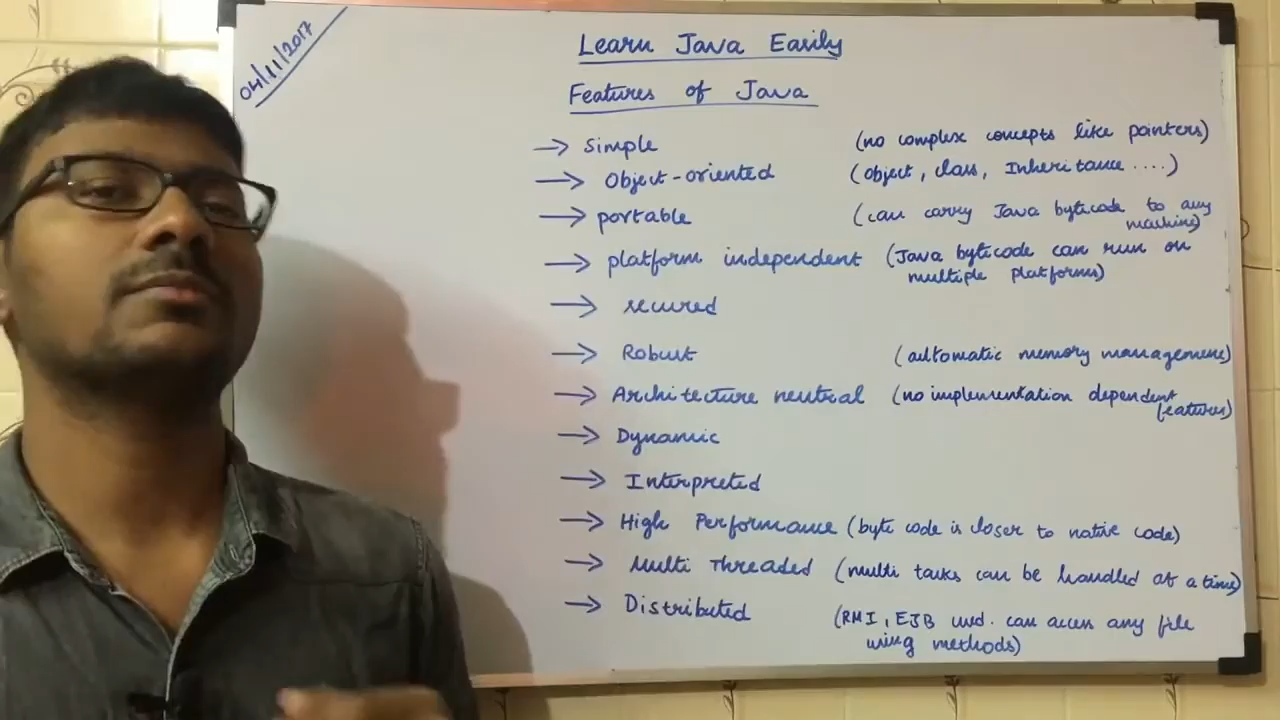 04/11/2017
Learn Java Easily
Features of Java
→ Simple (no complex concepts like pointers)
→ Object-oriented (object, class, Inheritance ....)
→ portable (can carry Java bytecode to any
machine)
→ platform independent (Java bytecode can run on
multiple platforms)
→ secured
→ Robust (automatic memory management)
→ Architecture neutral (no implementation dependent
features)
→ Dynamic
→ Interpreted
→ High Performance (byte code is closer to native code)
→ Multi Threaded (multi tasks can be handled at a time)
→ Distributed (RMI, EJB used. can access any file
using methods)